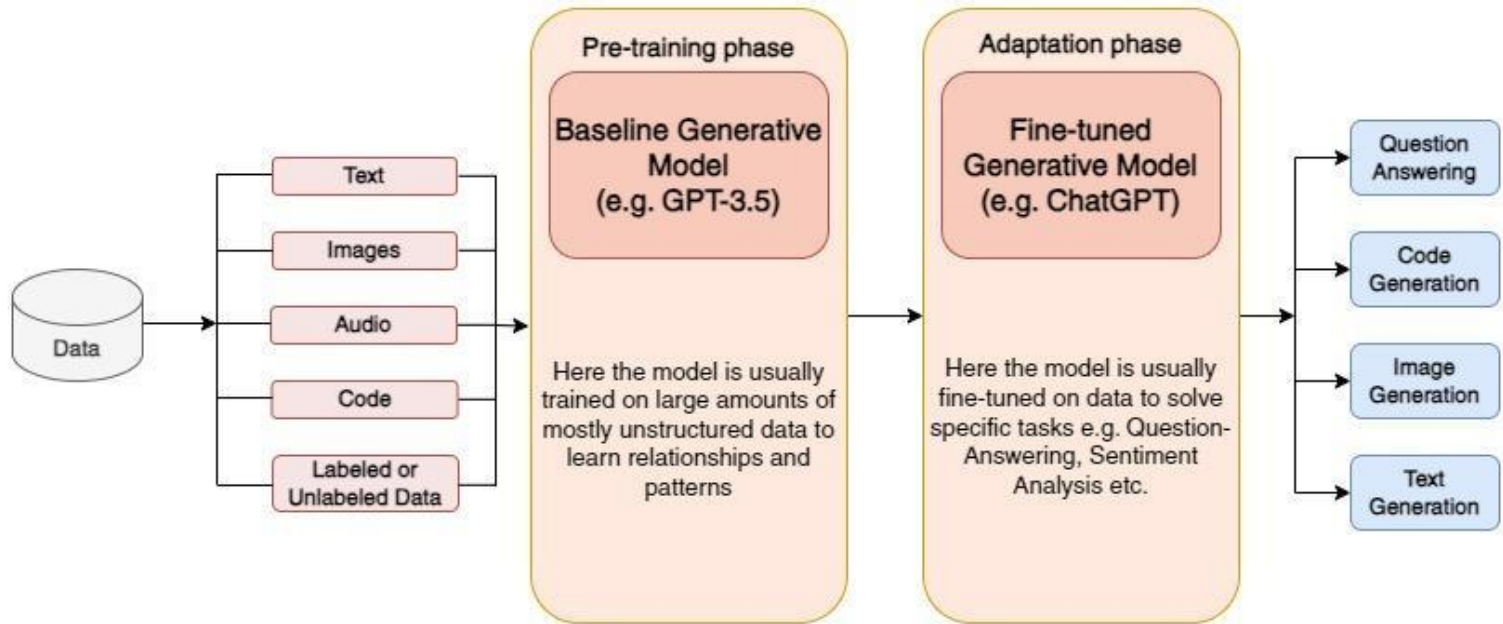 Data
Text
Images
Audio
Code
Labeled or
Unlabeled Data
Pre-training phase
Baseline Generative
Model
(e.g. GPT-3.5)
Here the model is usually
trained on large amounts of
mostly unstructured data to
learn relationships and
patterns
Adaptation phase
Fine-tuned
Generative Model
(e.g. ChatGPT)
Here the model is usually
fine-tuned on data to solve
specific tasks e.g. Question-
Answering, Sentiment
Analysis etc.
Question
Answering
Code
Generation
Image
Generation
Text
Generation